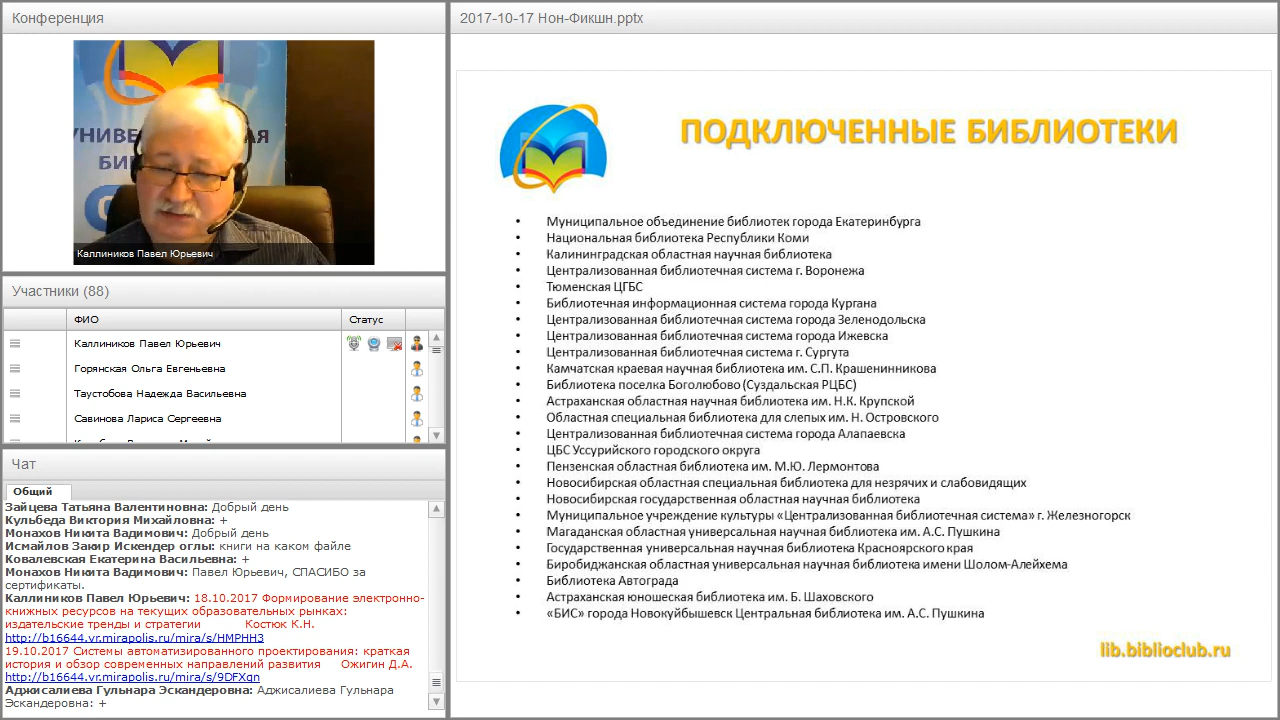 Конференция
УНИВЕ
АЯ
БИ
Каллиников Павел Юрьевич
Участники (88)
ФИО
Статус
Каллиников Павел Юрьевич
Горянская Ольга Евгеньевна
Таустобова Надежда Васильевна
Савинова Лариса Сергеевна
Чат
Общий
Зайцева Татьяна Валентиновна: Добрый день
Кульбеда Виктория Михайловна: +
Монахов Никита Вадимович: Добрый день
Исмайлов Закир Искендер оглы: книги на каком файле
Ковалевская Екатерина Васильевна: +
Монахов Никита Вадимович: Павел Юрьевич, СПАСИБО за
сертификаты.
Каллиников Павел Юрьевич: 18.10.2017 Формирование электронно-
книжных ресурсов на текущих образовательных рынках:
издательские тренды и стратегии Костюк К.Н.
http://b16644.vr.mirapolis.ru/mira/s/HMPHH3
19.10.2017 Системы автоматизированного проектирования: краткая
история и обзор современных направлений развития Ожигин Д.А.
http://b16644.vr.mirapolis.ru/mira/s/9DFXqn
Аджисалиева Гульнара Эскандеровна: Аджисалиева Гульнара
Эскандеровна: +
2017-10-17 Нон-Фикшн.pptx
ПОДКЛЮЧЕННЫЕ БИБЛИОТЕКИ
• Муниципальное объединение библиотек города Екатеринбурга
• Национальная библиотека Республики Коми
• Калининградская областная научная библиотека
• Централизованная библиотечная система г. Воронежа
• Тюменская ЦГБС
• Библиотечная информационная система города Кургана
• Централизованная библиотечная система города Зеленодольска
• Централизованная библиотечная система города Ижевска
• Централизованная библиотечная система г. Сургута
• Камчатская краевая научная библиотека им. С.П. Крашенинникова
• Библиотека поселка Боголюбово (Суздальская РЦБС)
• Астраханская областная научная библиотека им. Н.К. Крупской
• Областная специальная библиотека для слепых им. Н. Островского
• Централизованная библиотечная система города Алапаевска
• ЦБС Уссурийского городского округа
• Пензенская областная библиотека им. М.Ю. Лермонтова
• Новосибирская областная специальная библиотека для незрячих и слабовидящих
• Новосибирская государственная областная научная библиотека
• Муниципальное учреждение культуры «Централизованная библиотечная система» г. Железногорск
• Магаданская областная универсальная научная библиотека им. А.С. Пушкина
• Государственная универсальная научная библиотека Красноярского края
• Биробиджанская областная универсальная научная библиотека имени Шолом-Алейхема
• Библиотека Автограда
• Астраханская юношеская библиотека им. Б. Шаховского
• «БИС» города Новокуйбышевск Центральная библиотека им. А.С. Пушкина
lib.biblioclub.ru